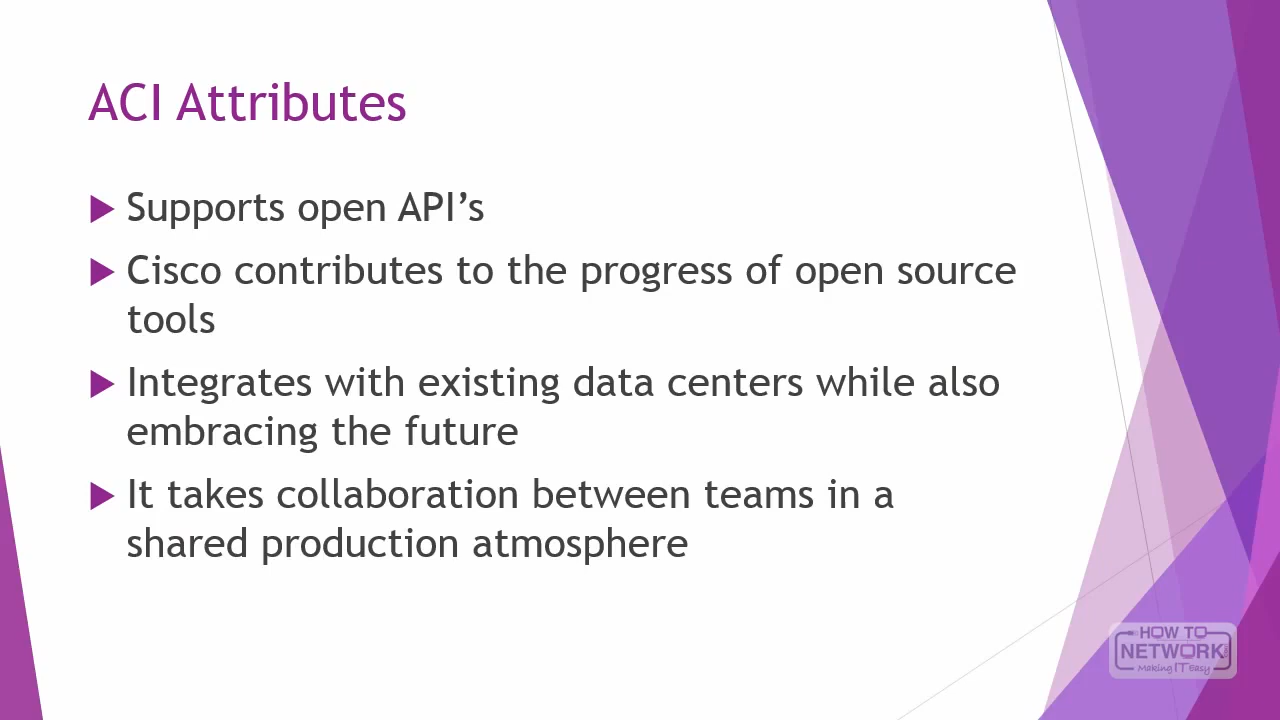 ACI Attributes
Supports open API’s
Cisco contributes to the progress of open source
tools
Integrates with existing data centers while also
embracing the future
It takes collaboration between teams in a
shared production atmosphere
HOW TO
NETWORK
Making IT Easy